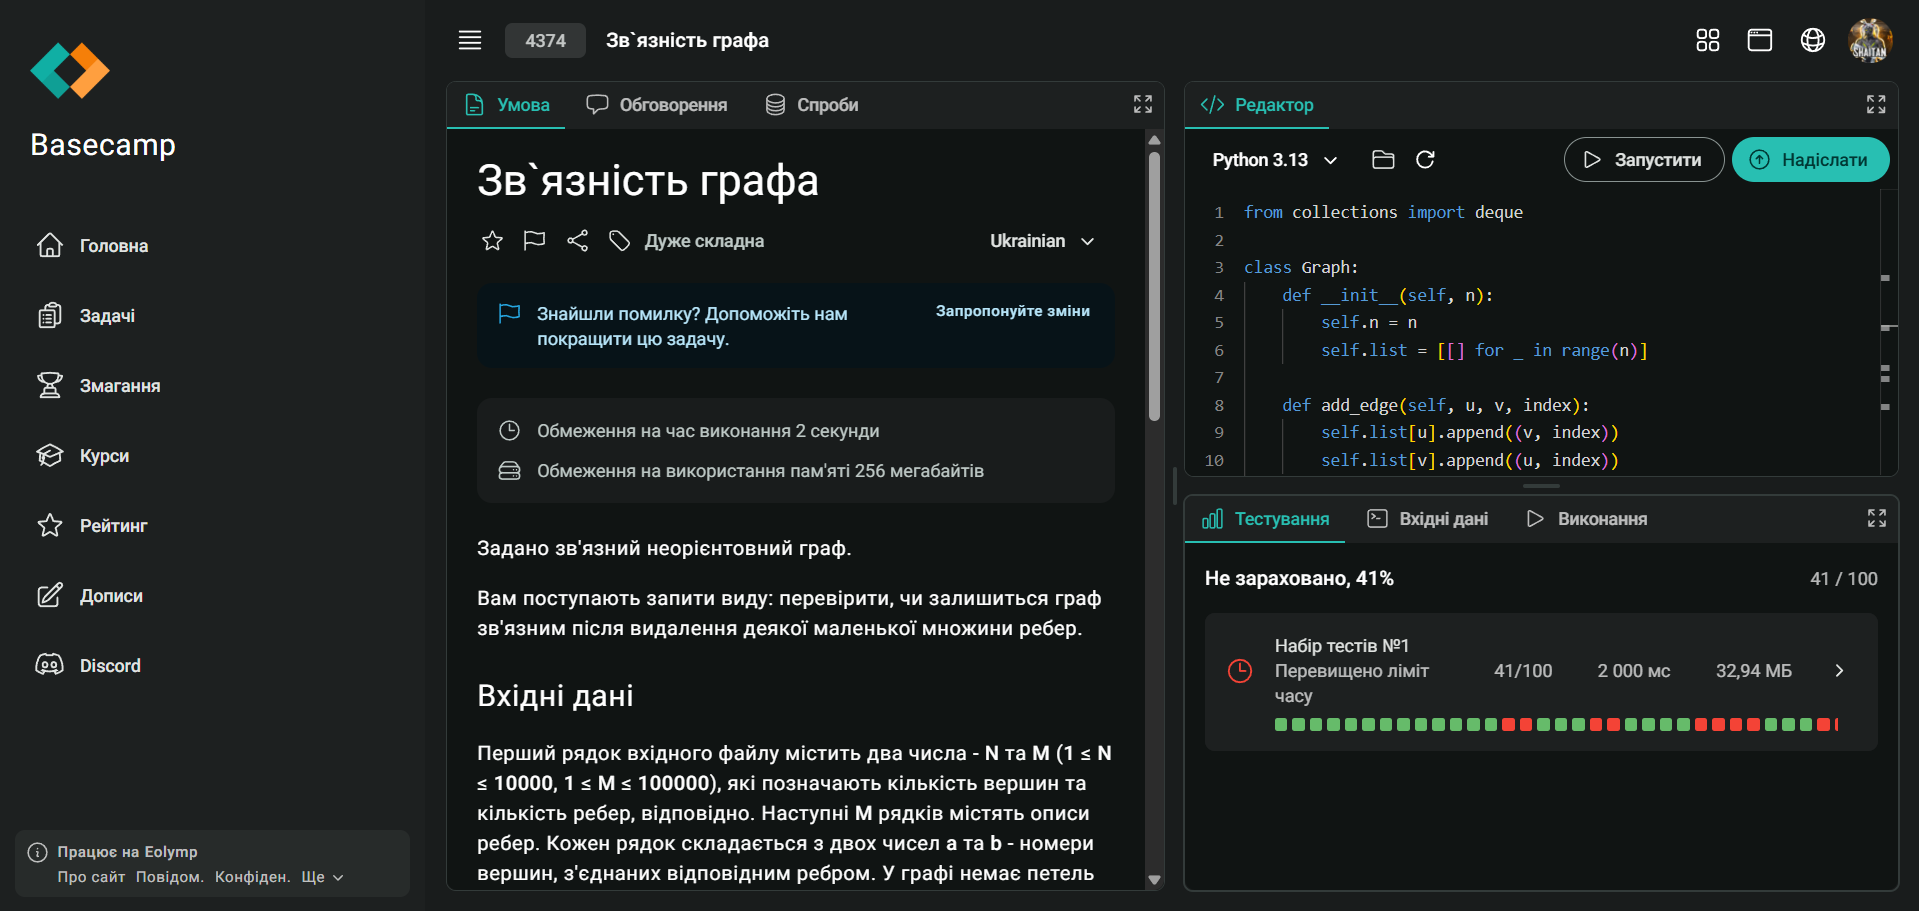 Basecamp
Головна
Задачі
Змагання
Курси
Рейтинг
Дописи
Discord
Працює на Eolymp
Про сайт Повідом. Конфіден. Ще
4374 Зв`язність графа
SHAITAN
Умова Обговорення Спроби
Зв`язність графа
Дуже складна Ukrainian
Знайшли помилку? Допоможіть нам
покращити цю задачу.
Запропонуйте зміни
Обмеження на час виконання 2 секунди
Обмеження на використання пам'яті 256 мегабайтів
Задано зв'язний неорієнтовний граф.
Вам поступають запити виду: перевірити, чи залишиться граф
зв'язним після видалення деякої маленької множини ребер.
Вхідні дані
Перший рядок вхідного файлу містить два числа - N та M (1 ≤ N
≤ 10000, 1 ≤ M ≤ 100000), які позначають кількість вершин та
кількість ребер, відповідно. Наступні M рядків містять описи
ребер. Кожен рядок складається з двох чисел a та b - номери
вершин, з'єднаних відповідним ребром. У графі немає петель
Редактор
Python 3.13 Запустити Надіслати
1 from collections import deque
2
3 class Graph:
4 def __init__(self, n):
5 self.n = n
6 self.list = [[] for _ in range(n)]
7
8 def add_edge(self, u, v, index):
9 self.list[u].append((v, index))
10 self.list[v].append((u, index))
Тестування Вхідні дані Виконання
Не зараховано, 41% 41 / 100
Набір тестів №1
Перевищено ліміт
часу
41/100 2 000 мс 32,94 МБ